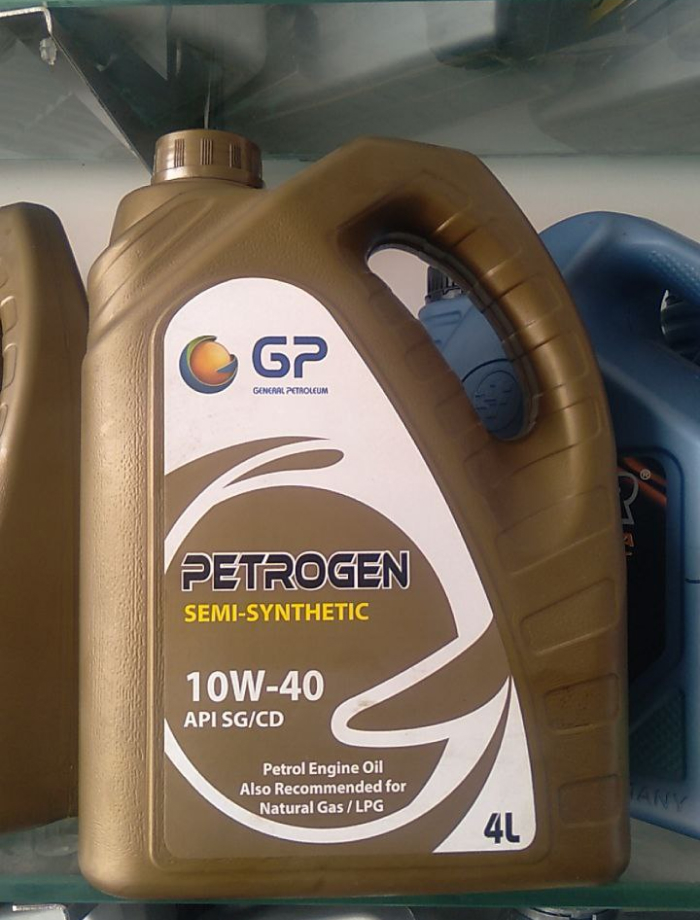 GP
GENERAL PETROLEUM
PETROGEN
SEMI-SYNTHETIC
10W-40
API SG/CD
Petrol Engine Oil
Also Recommended for
Natural Gas / LPG
4L
R®
ANY